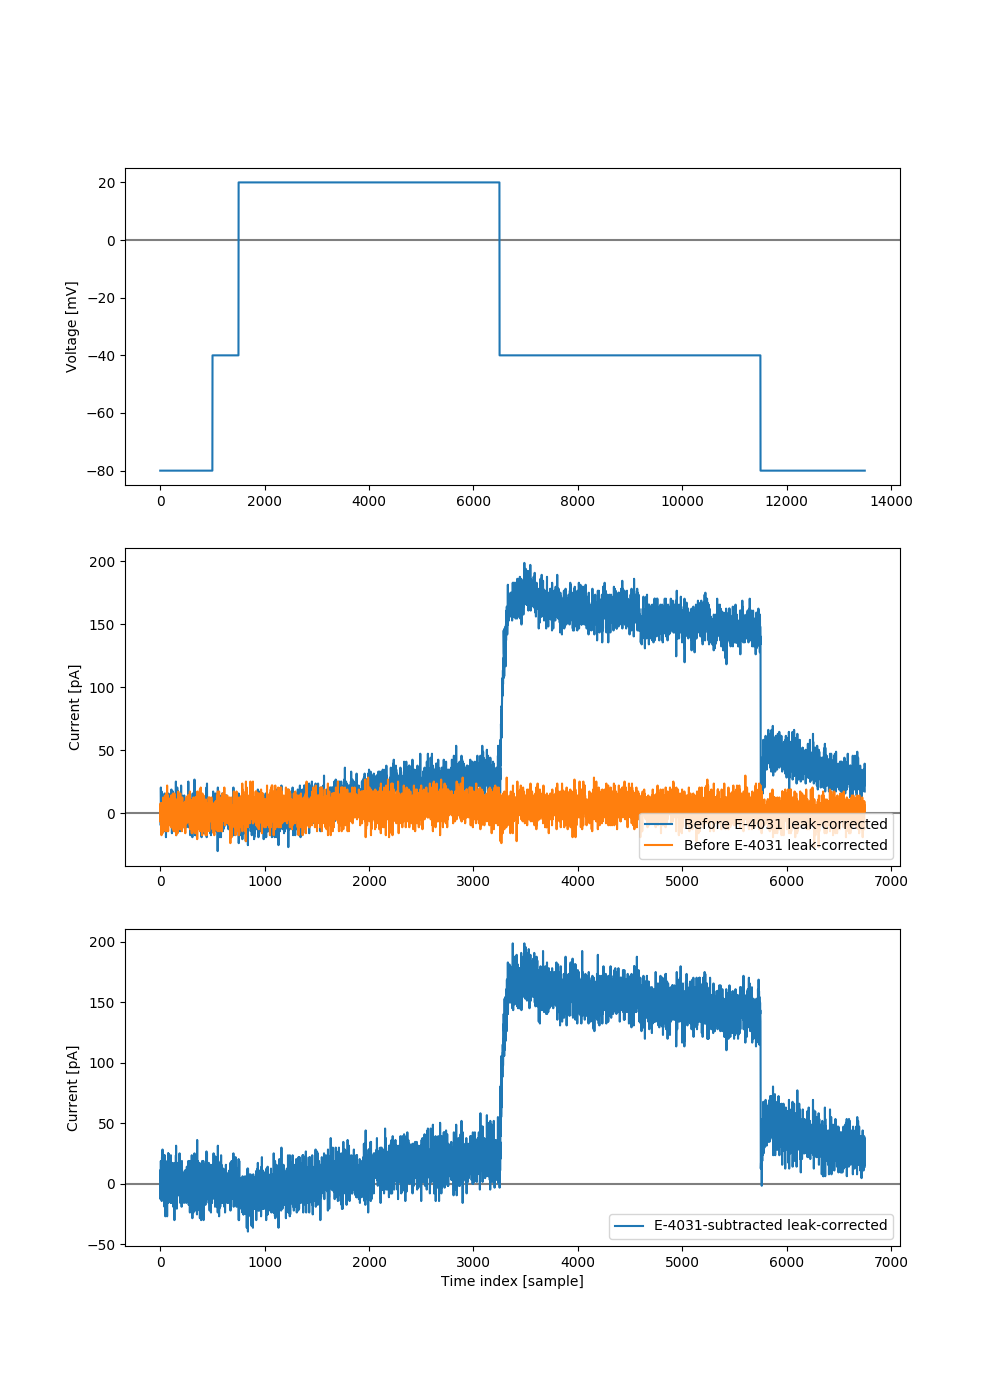 20
0
−20
−40
−60
−80
Voltage [mV]
0 2000 4000 6000 8000 10000 12000 14000
200
150
100
50
0
Current [pA]
Before E-4031 leak-corrected
Before E-4031 leak-corrected
0 1000 2000 3000 4000 5000 6000 7000
200
150
100
50
0
−50
Current [pA]
E-4031-subtracted leak-corrected
0 1000 2000 3000 4000 5000 6000 7000
Time index [sample]